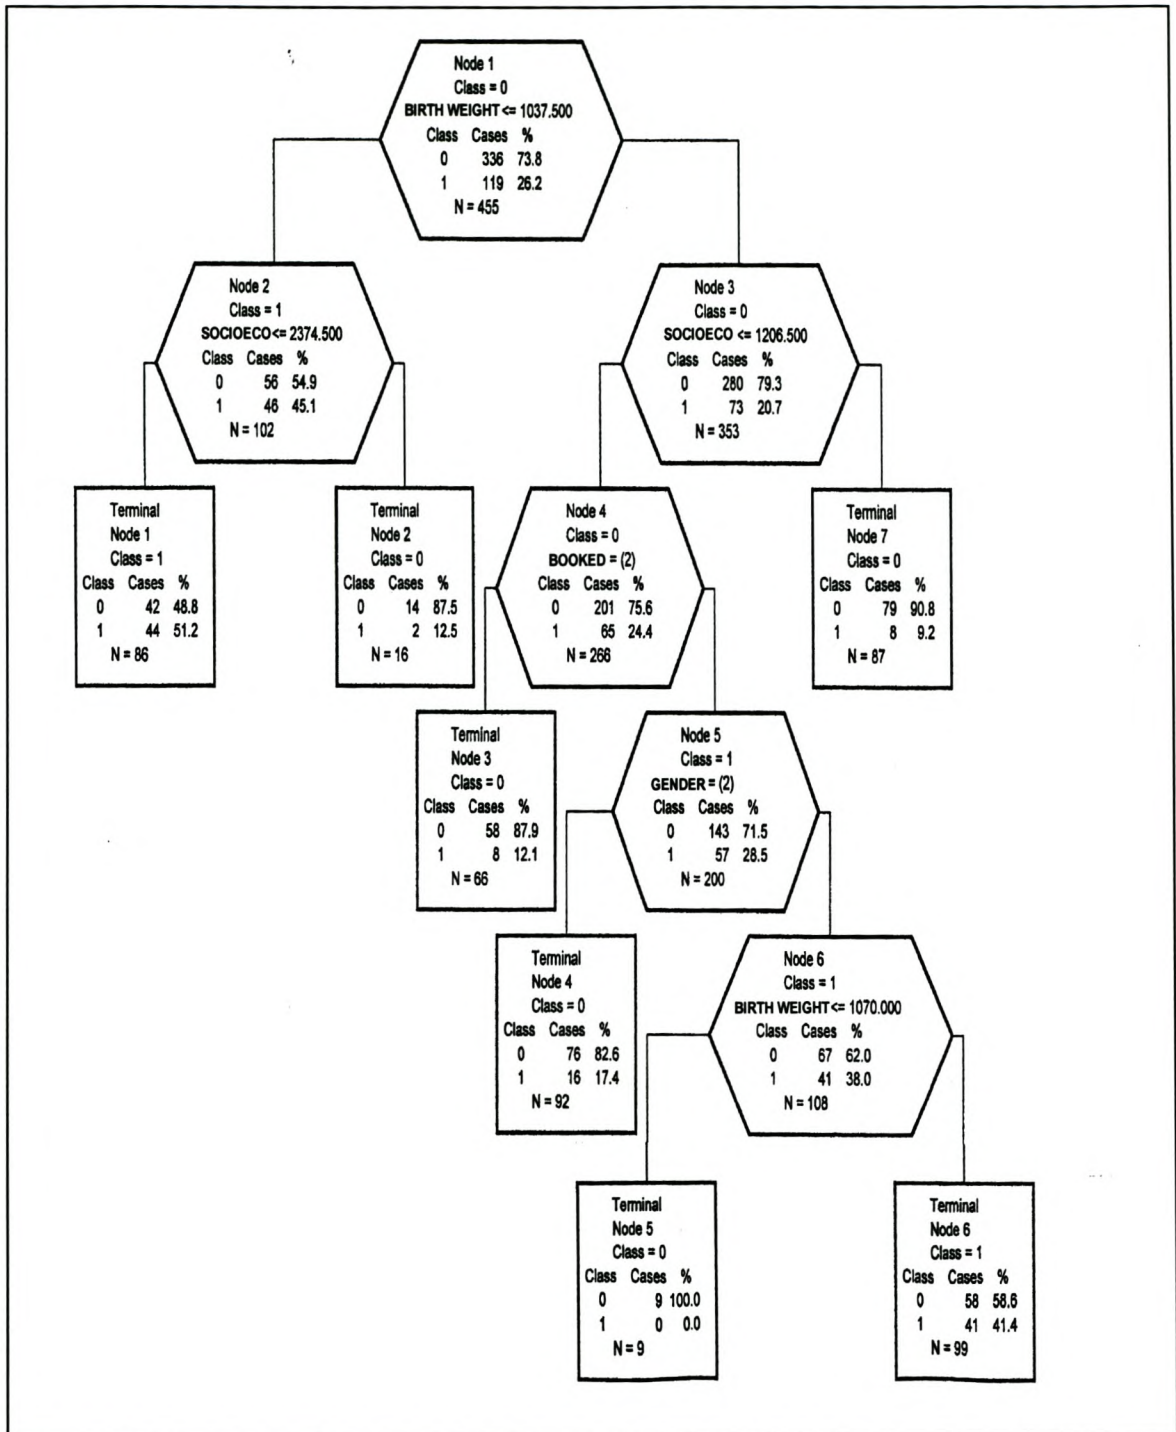 Node 1
Class = 0
BIRTH WEIGHT <= 1037.500
Class Cases %
0 336 73.8
1 119 26.2
N = 455
Node 2
Class = 1
SOCIOECO<= 2374.500
Class Cases %
0 56 54.9
1 46 45.1
N = 102
Node 3
Class = 0
SOCIOECO <= 1206.500
Class Cases %
0 280 79.3
1 73 20.7
N = 353
Terminal
Node 1
Class = 1
Class Cases %
0 42 48.8
1 44 51.2
N = 86
Terminal
Node 2
Class = 0
Class Cases %
0 14 87.5
1 2 12.5
N = 16
Node 4
Class = 0
BOOKED = (2)
Class Cases %
0 201 75.6
1 65 24.4
N = 266
Terminal
Node 7
Class = 0
Class Cases %
0 79 90.8
1 8 9.2
N = 87
Terminal
Node 3
Class = 0
Class Cases %
0 58 87.9
1 8 12.1
N = 66
Node 5
Class = 1
GENDER = (2)
Class Cases %
0 143 71.5
1 57 28.5
N = 200
Terminal
Node 4
Class = 0
Class Cases %
0 76 82.6
1 16 17.4
N = 92
Node 6
Class = 1
BIRTH WEIGHT <= 1070.000
Class Cases %
0 67 62.0
1 41 38.0
N = 108
Terminal
Node 5
Class = 0
Class Cases %
0 9 100.0
1 0 0.0
N = 9
Terminal
Node 6
Class = 1
Class Cases %
0 58 58.6
1 41 41.4
N = 99